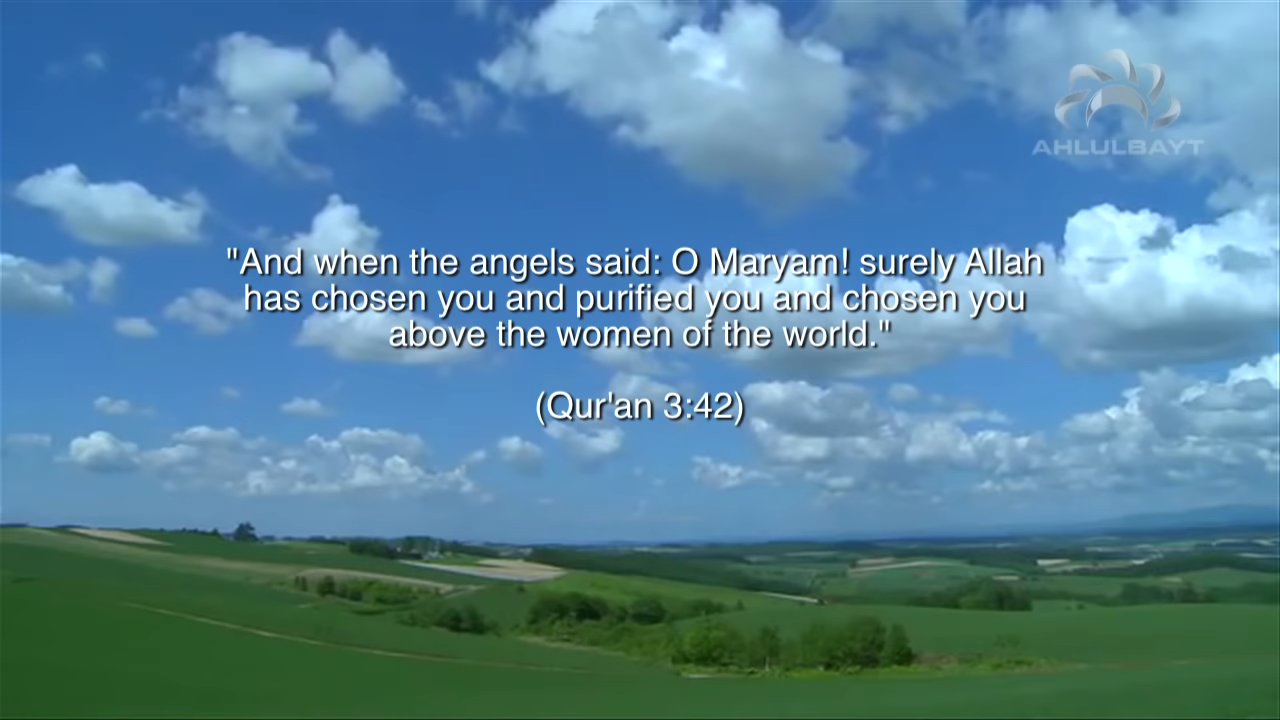 AHLULBAYT
"And when the angels said: O Maryam! surely Allah
has chosen you and purified you and chosen you
above the women of the world."
(Qur'an 3:42)